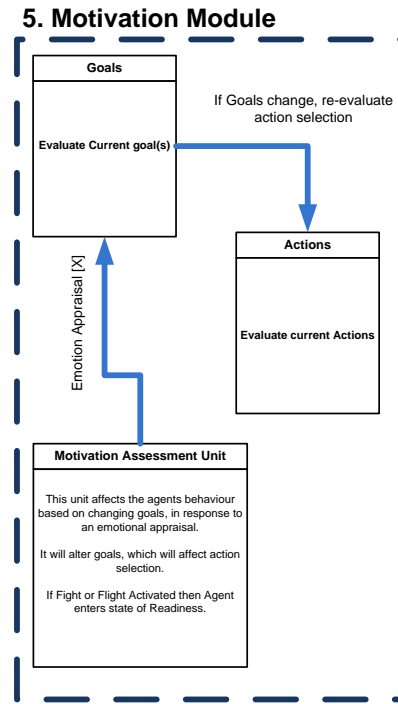 5. Motivation Module
Goals
Evaluate Current goal(s)
If Goals change, re-evaluate
action selection
Actions
Evaluate current Actions
Emotion Appraisal [X]
Motivation Assessment Unit
This unit affects the agents behaviour
based on changing goals, in response to
an emotional appraisal.
It will alter goals, which will affect action
selection.
If Fight or Flight Activated then Agent
enters state of Readiness.